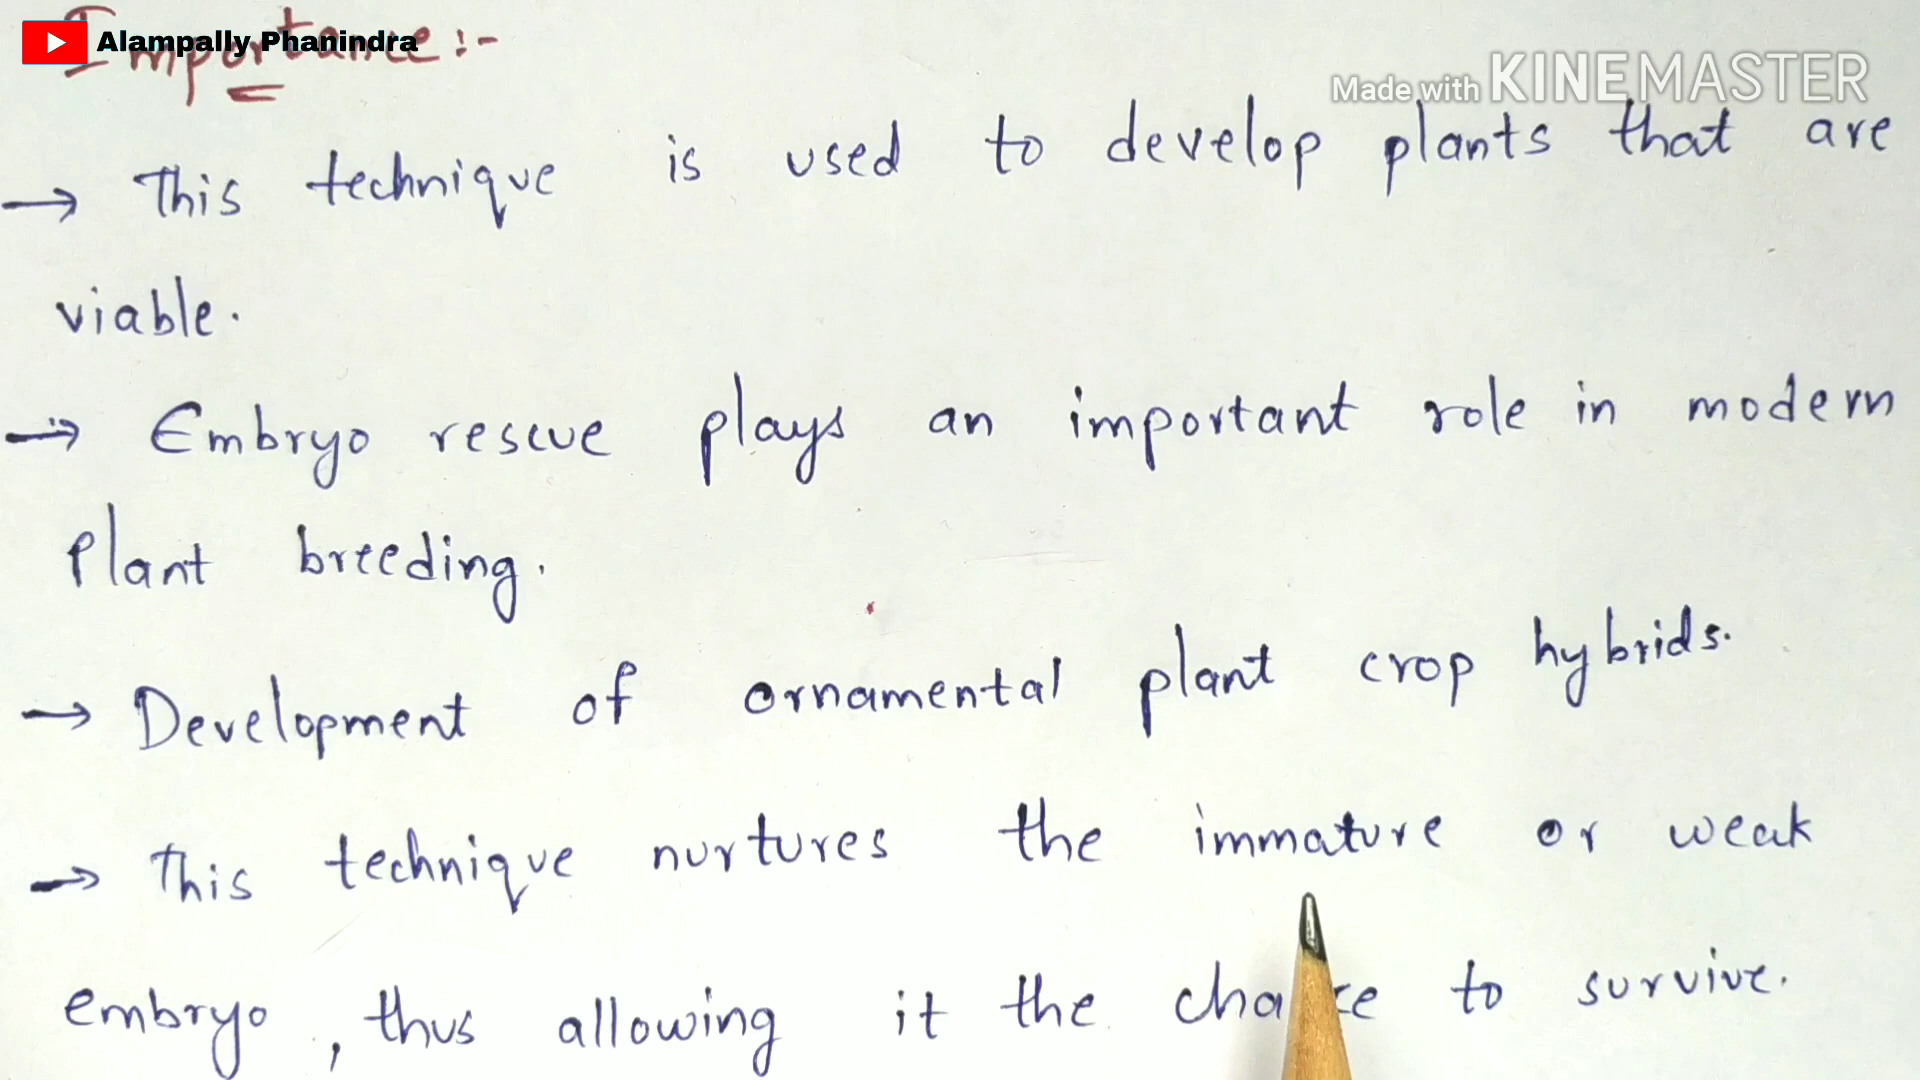 Importance:-
Alampally Phanindra
Made with KINEMASTER
→ This technique is used to develop plants that are
viable.
→ Embryo rescue plays an important role in modern
plant breeding.
→ Development of ornamental plant crop hybrids.
→ This technique nurtures the immature or weak
embryo, thus allowing it the chance to survive.